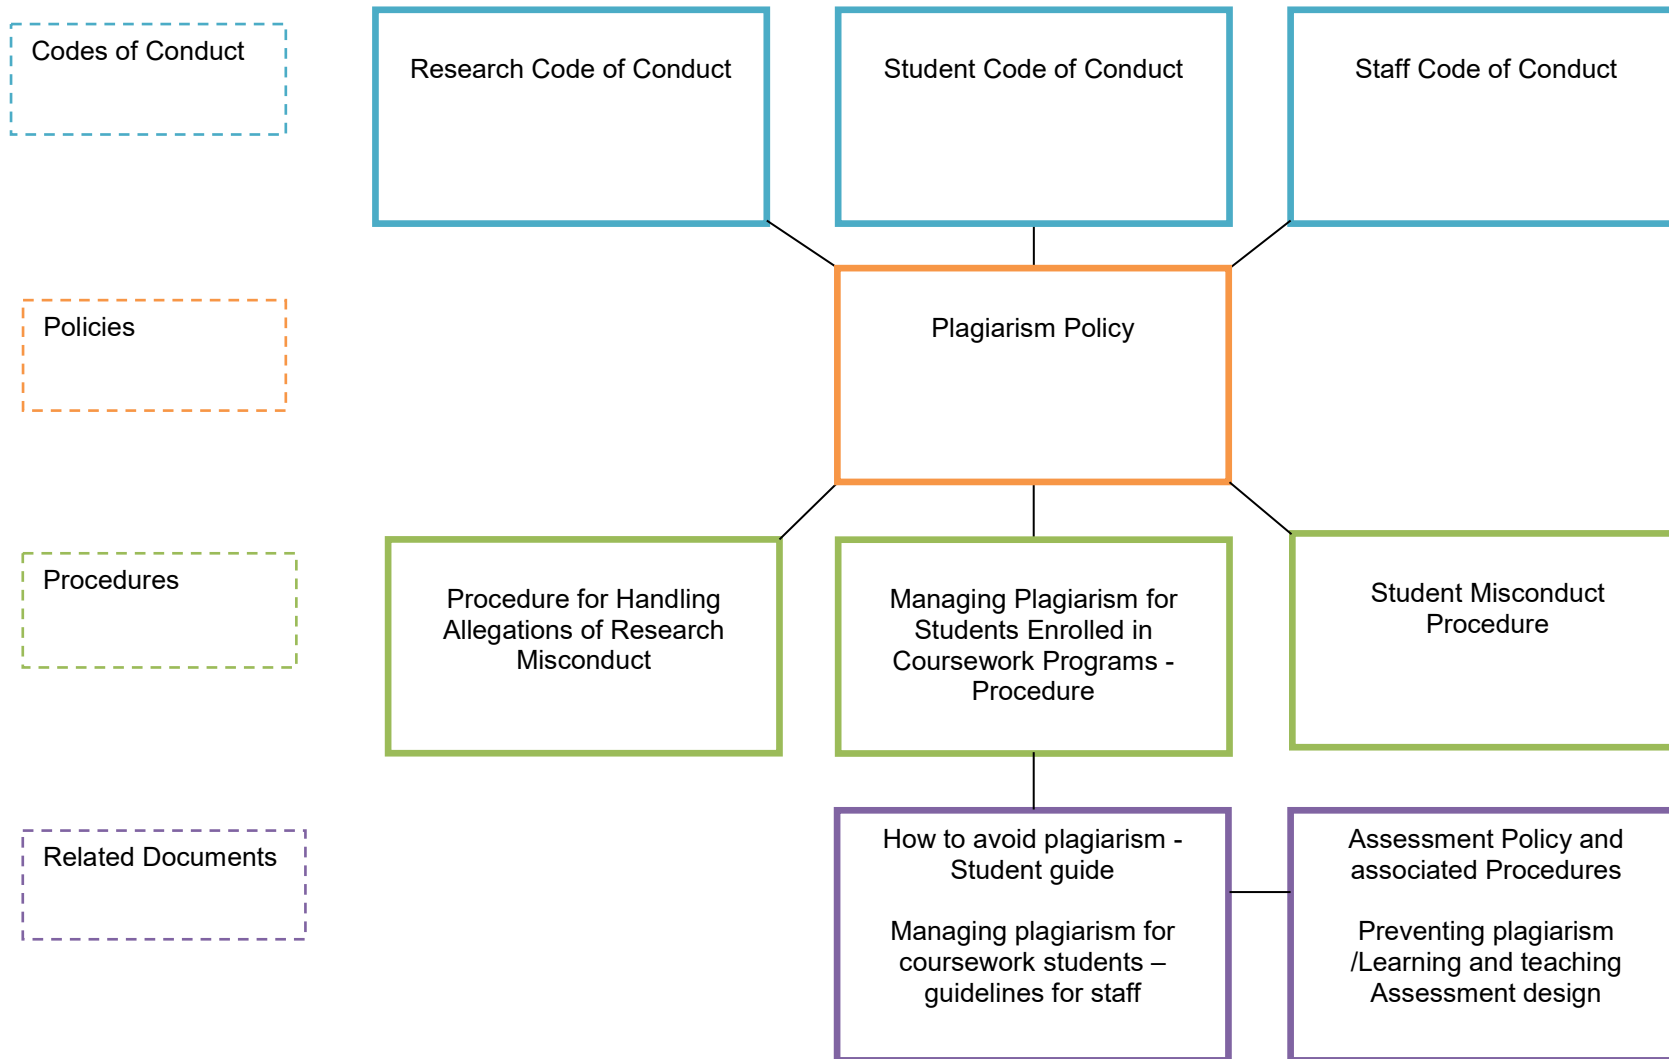 Codes of Conduct
Research Code of Conduct
Student Code of Conduct
Staff Code of Conduct
Policies
Plagiarism Policy
Procedures
Procedure for Handling
Allegations of Research
Misconduct
Managing Plagiarism for
Students Enrolled in
Coursework Programs -
Procedure
Student Misconduct
Procedure
Related Documents
How to avoid plagiarism -
Student guide
Managing plagiarism for
coursework students –
guidelines for staff
Assessment Policy and
associated Procedures
Preventing plagiarism
/Learning and teaching
Assessment design